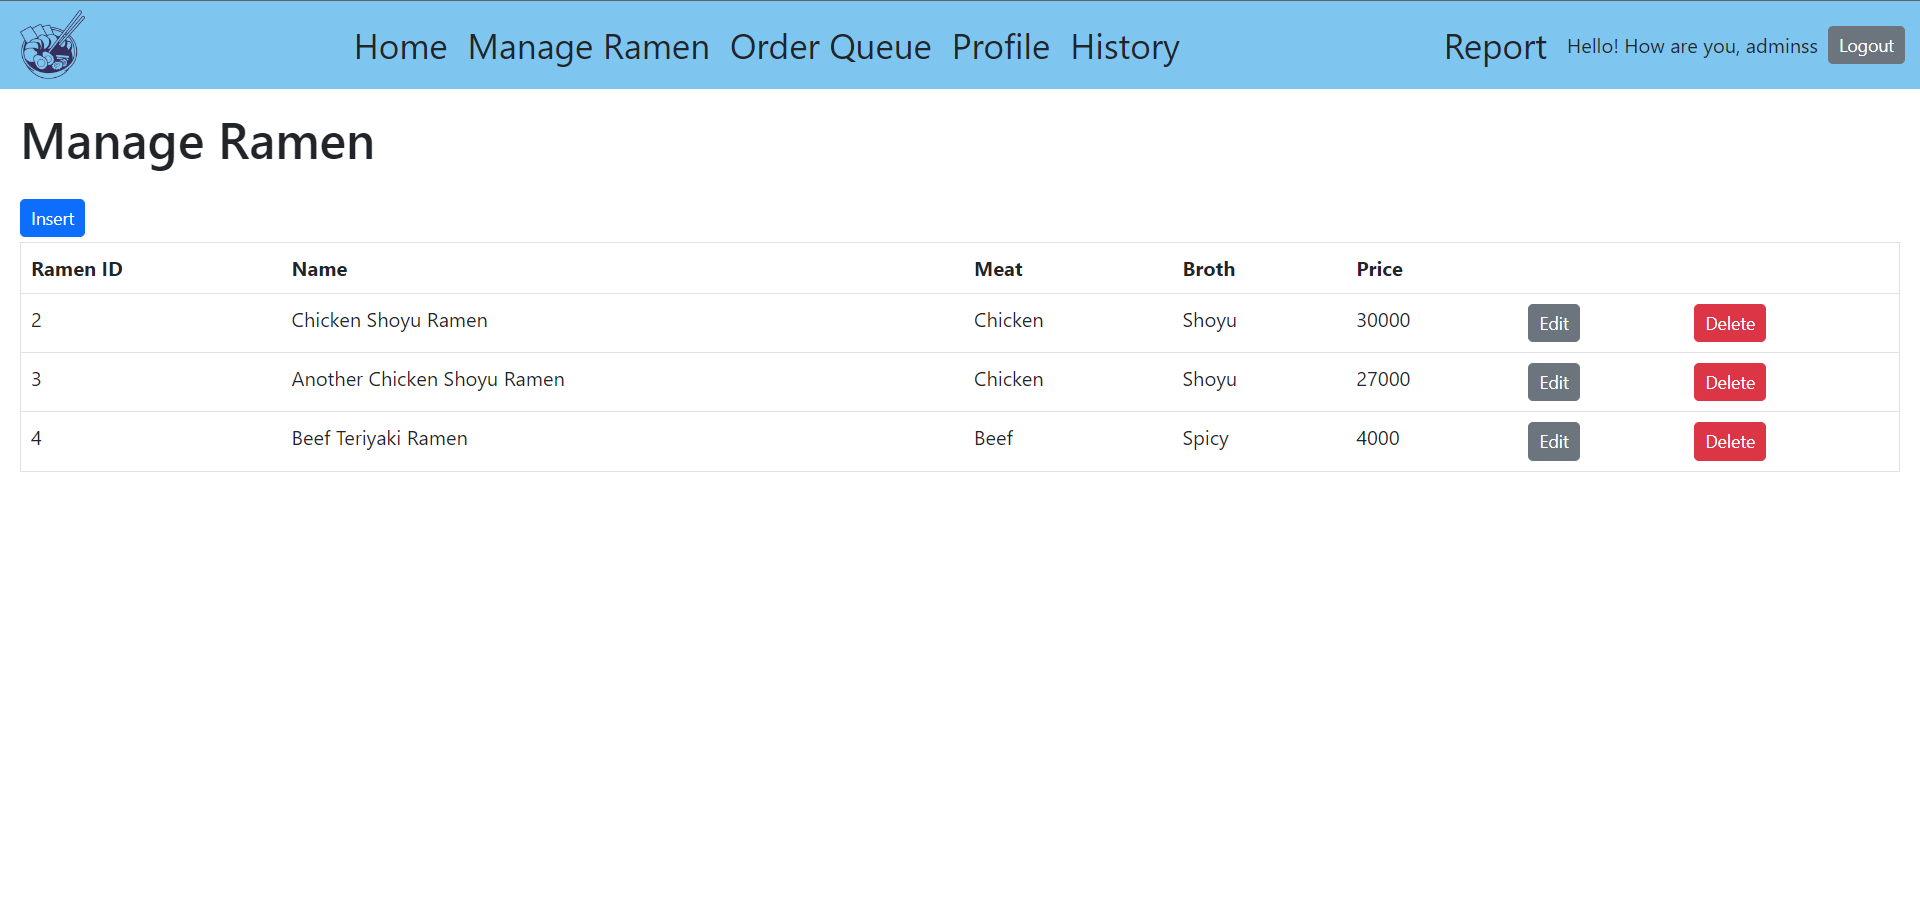 Home Manage Ramen Order Queue Profile History Report Hello! How are you, adminss Logout
Manage Ramen
Insert
Ramen ID Name Meat Broth Price
2 Chicken Shoyu Ramen Chicken Shoyu 30000 Edit Delete
3 Another Chicken Shoyu Ramen Chicken Shoyu 27000 Edit Delete
4 Beef Teriyaki Ramen Beef Spicy 4000 Edit Delete